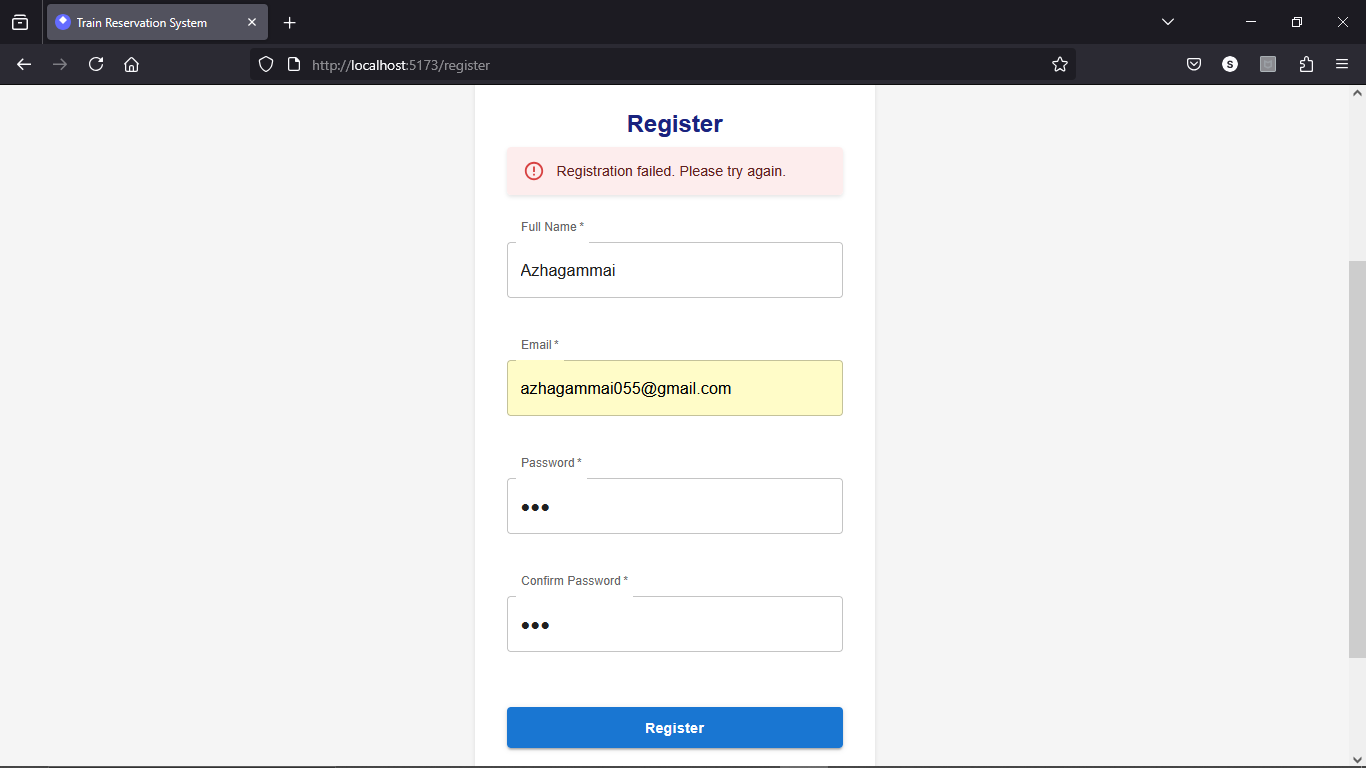 Train Reservation System
http://localhost:5173/register
S
Register
Registration failed. Please try again.
Full Name *
Azhagammai
Email *
azhagammai055@gmail.com
Password *
Confirm Password *
Register